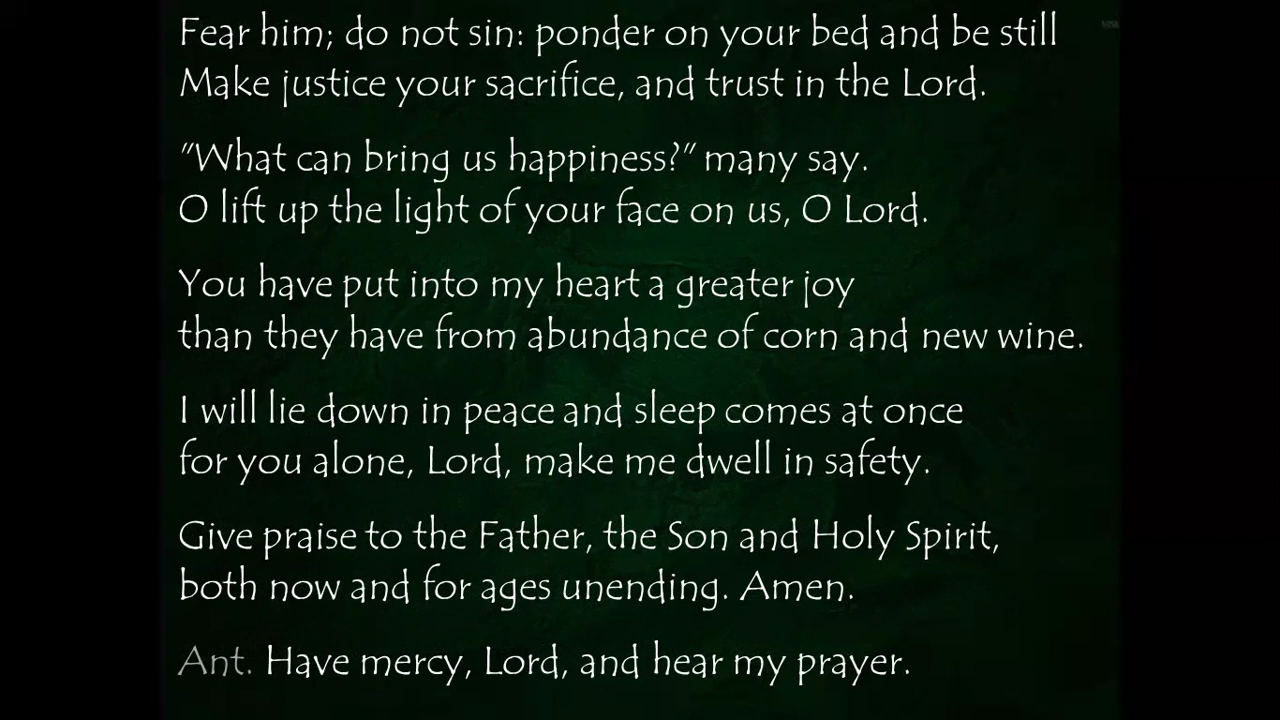 Fear him; do not sin: ponder on your bed and be still
Make justice your sacrifice, and trust in the Lord.
"What can bring us happiness?" many say.
O lift up the light of your face on us, O Lord.
You have put into my heart a greater joy
than they have from abundance of corn and new wine.
I will lie down in peace and sleep comes at once
for you alone, Lord, make me dwell in safety.
Give praise to the Father, the Son and Holy Spirit,
both now and for ages unending. Amen.
Ant. Have mercy, Lord, and hear my prayer.